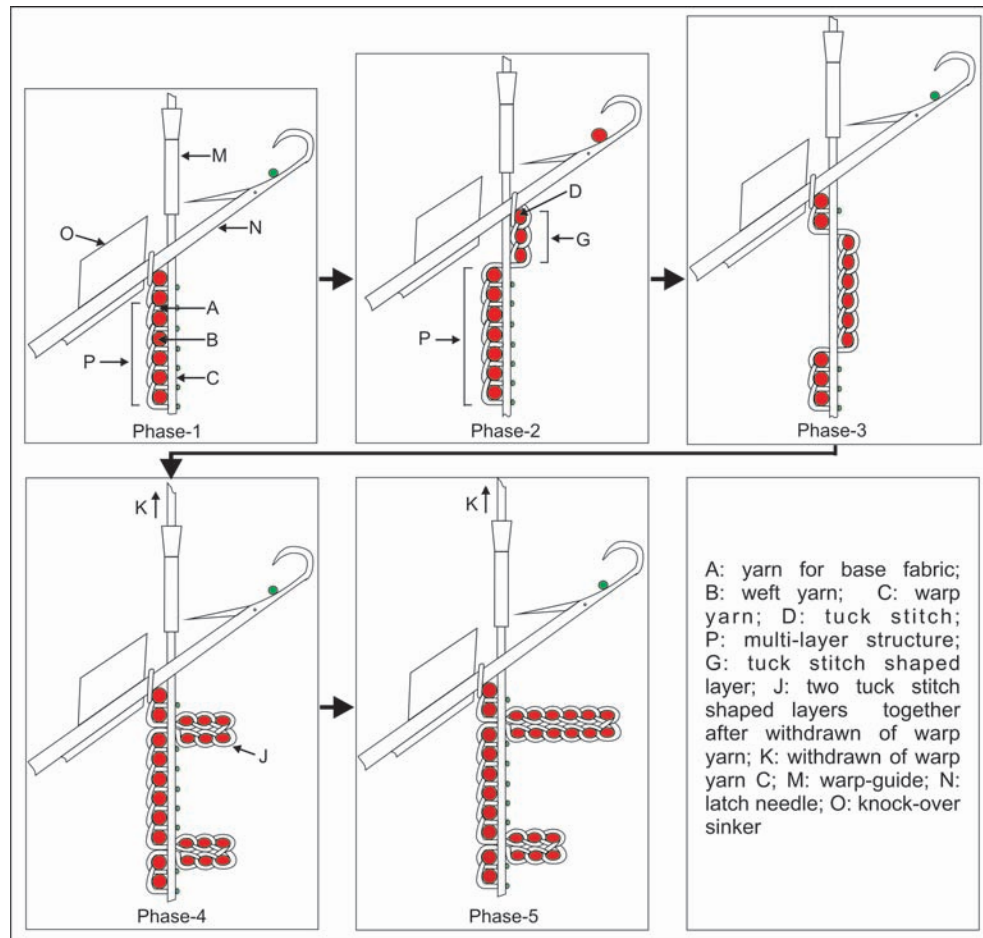 M
N
O
A
B
P
C
Phase-1
D
G
P
Phase-2
Phase-3
K
J
Phase-4
K
Phase-5
A: yarn for base fabric;
B: weft yarn; C: warp
yarn; D: tuck stitch;
P: multi-layer structure;
G: tuck stitch shaped
layer; J: two tuck stitch
shaped layers together
after withdrawn of warp
yarn; K: withdrawn of warp
yarn C; M: warp-guide; N:
latch needle; O: knock-over
sinker